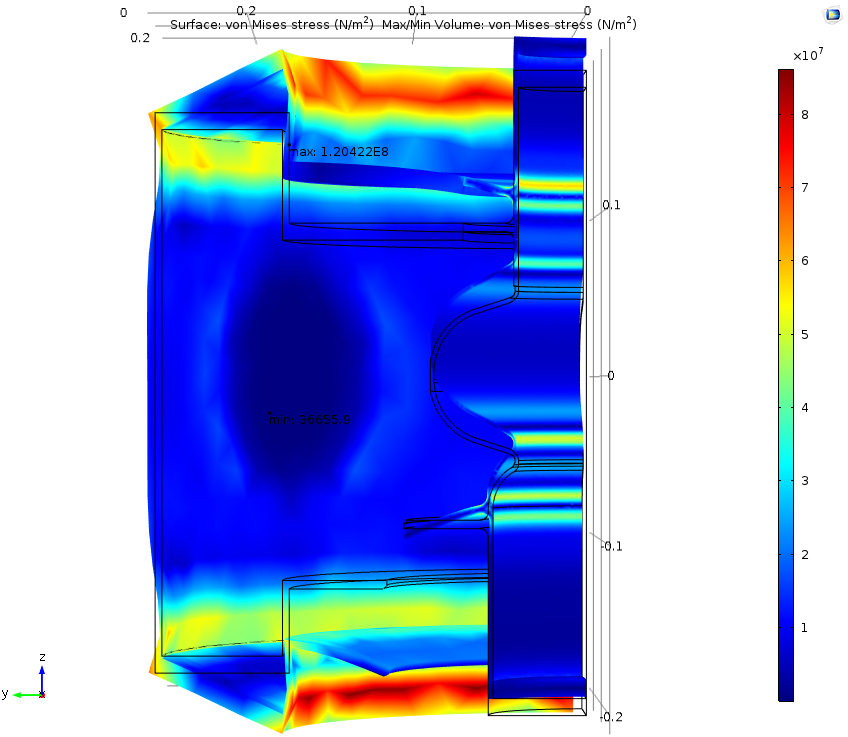 0 0.2 0.1 0
Surface: von Mises stress (N/m²) Max/Min Volume: von Mises stress (N/m²)
0.2
×10⁷
8
max: 1.20422E8
7
0.1
6
5
0
4
min: 36655.9
3
-0.1
2
1
z
y x
-0.2